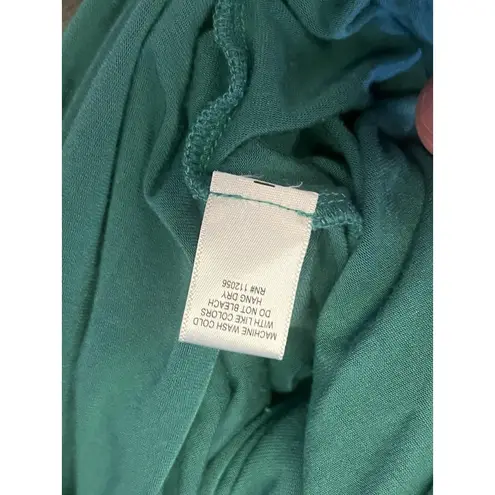 MACHINE WASH COLD
WITH LIKE COLORS
DO NOT BLEACH
HANG DRY
RN# 112056